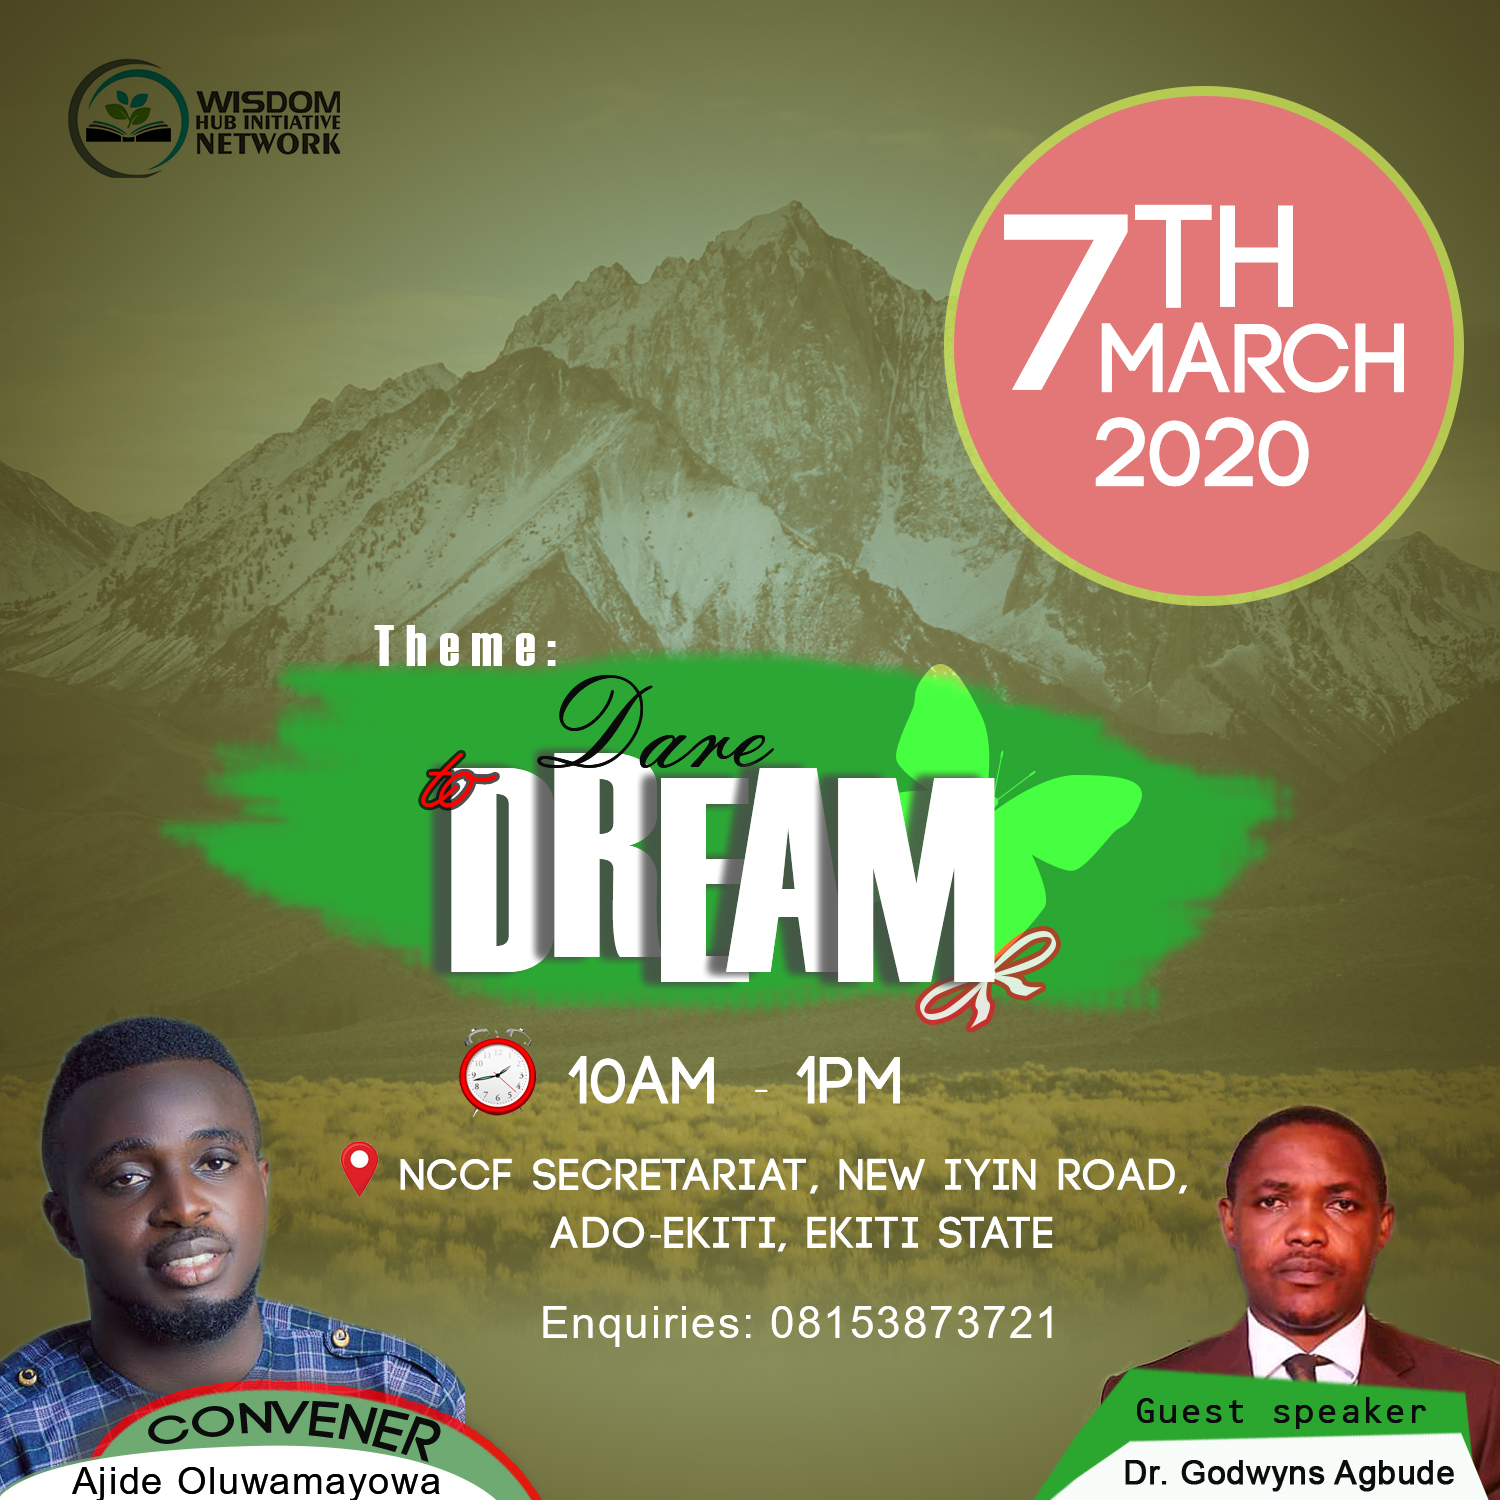 WISDOM
HUB INITIATIVE
NETWORK
7TH
MARCH
2020
Theme:
Dare
to DREAM
10AM - 1PM
NCCF SECRETARIAT, NEW IYIN ROAD,
ADO-EKITI, EKITI STATE
Enquiries: 08153873721
CONVENER
Ajide Oluwamayowa
Guest speaker
Dr. Godwyns Agbude